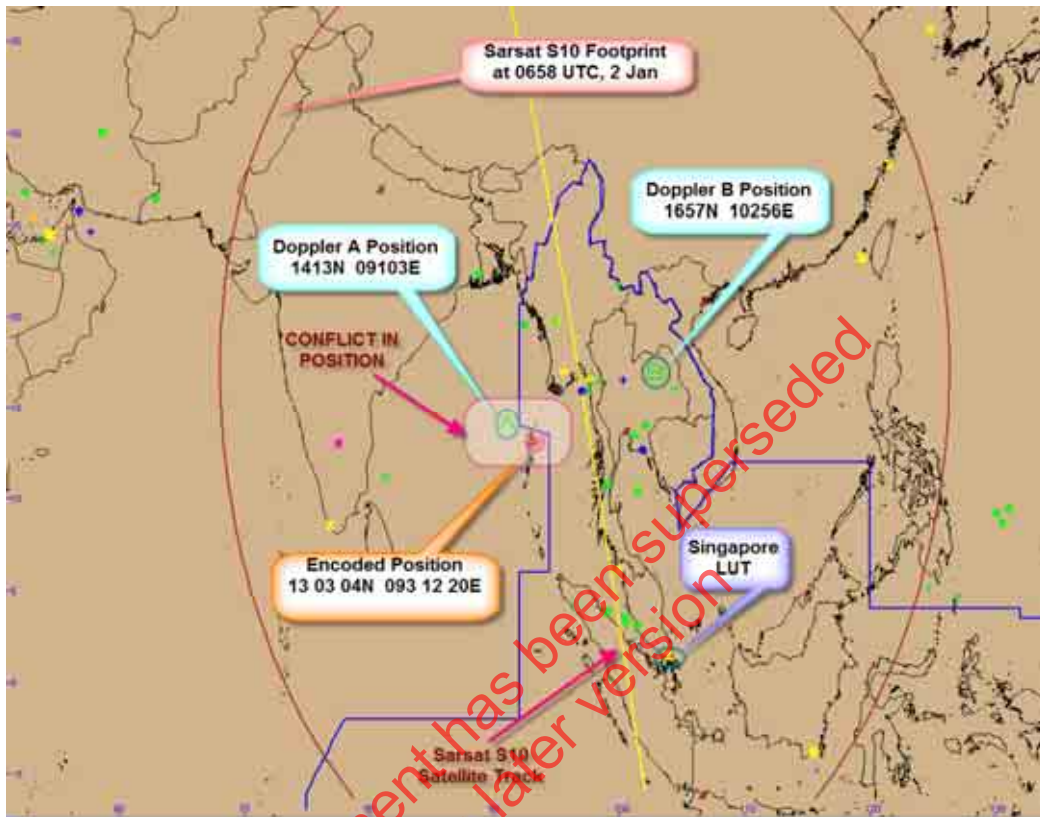 Sarsat S10 Footprint
at 0658 UTC, 2 Jan
Doppler B Position
1657N 10256E
Doppler A Position
1413N 09103E
CONFLICT IN
POSITION
Encoded Position
13 03 04N 093 12 20E
Singapore
LUT
Sarsat S10
Satellite Track
ent has been superseded
later version